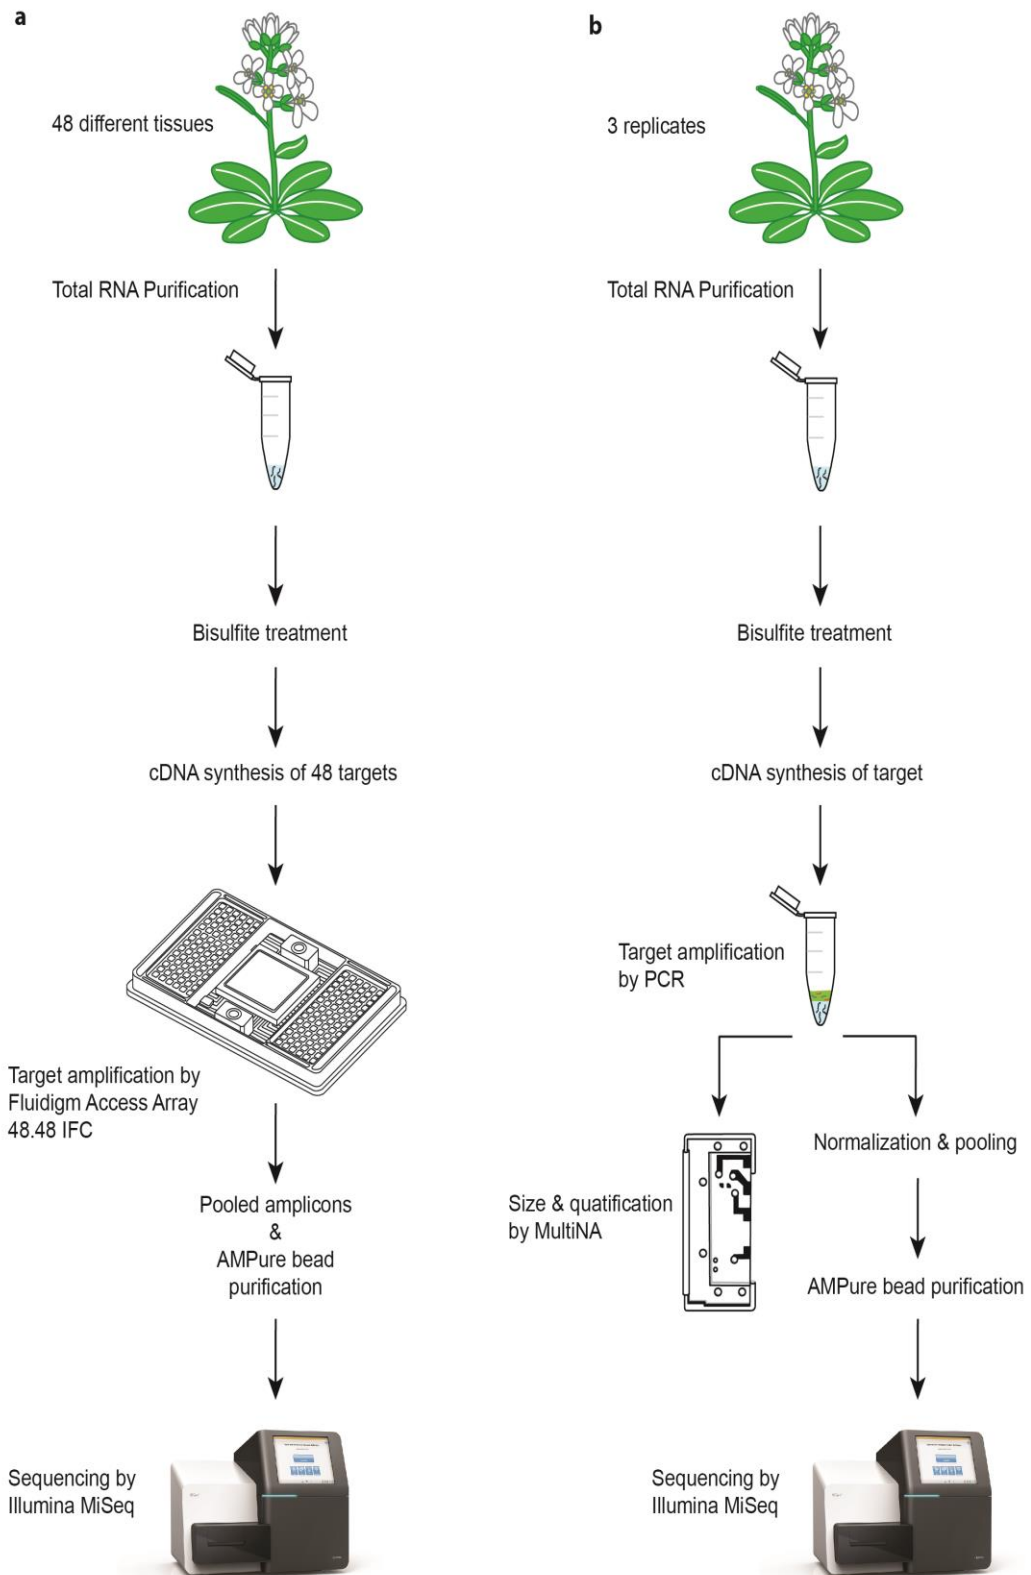 a
48 different tissues
Total RNA Purification
Bisulfite treatment
cDNA synthesis of 48 targets
Target amplification by
Fluidigm Access Array
48.48 IFC
Pooled amplicons
&
AMPure bead
purification
Sequencing by
Illumina MiSeq
b
3 replicates
Total RNA Purification
Bisulfite treatment
cDNA synthesis of target
Target amplification
by PCR
Size & quatification
by MultiNA
Normalization & pooling
AMPure bead purification
Sequencing by
Illumina MiSeq